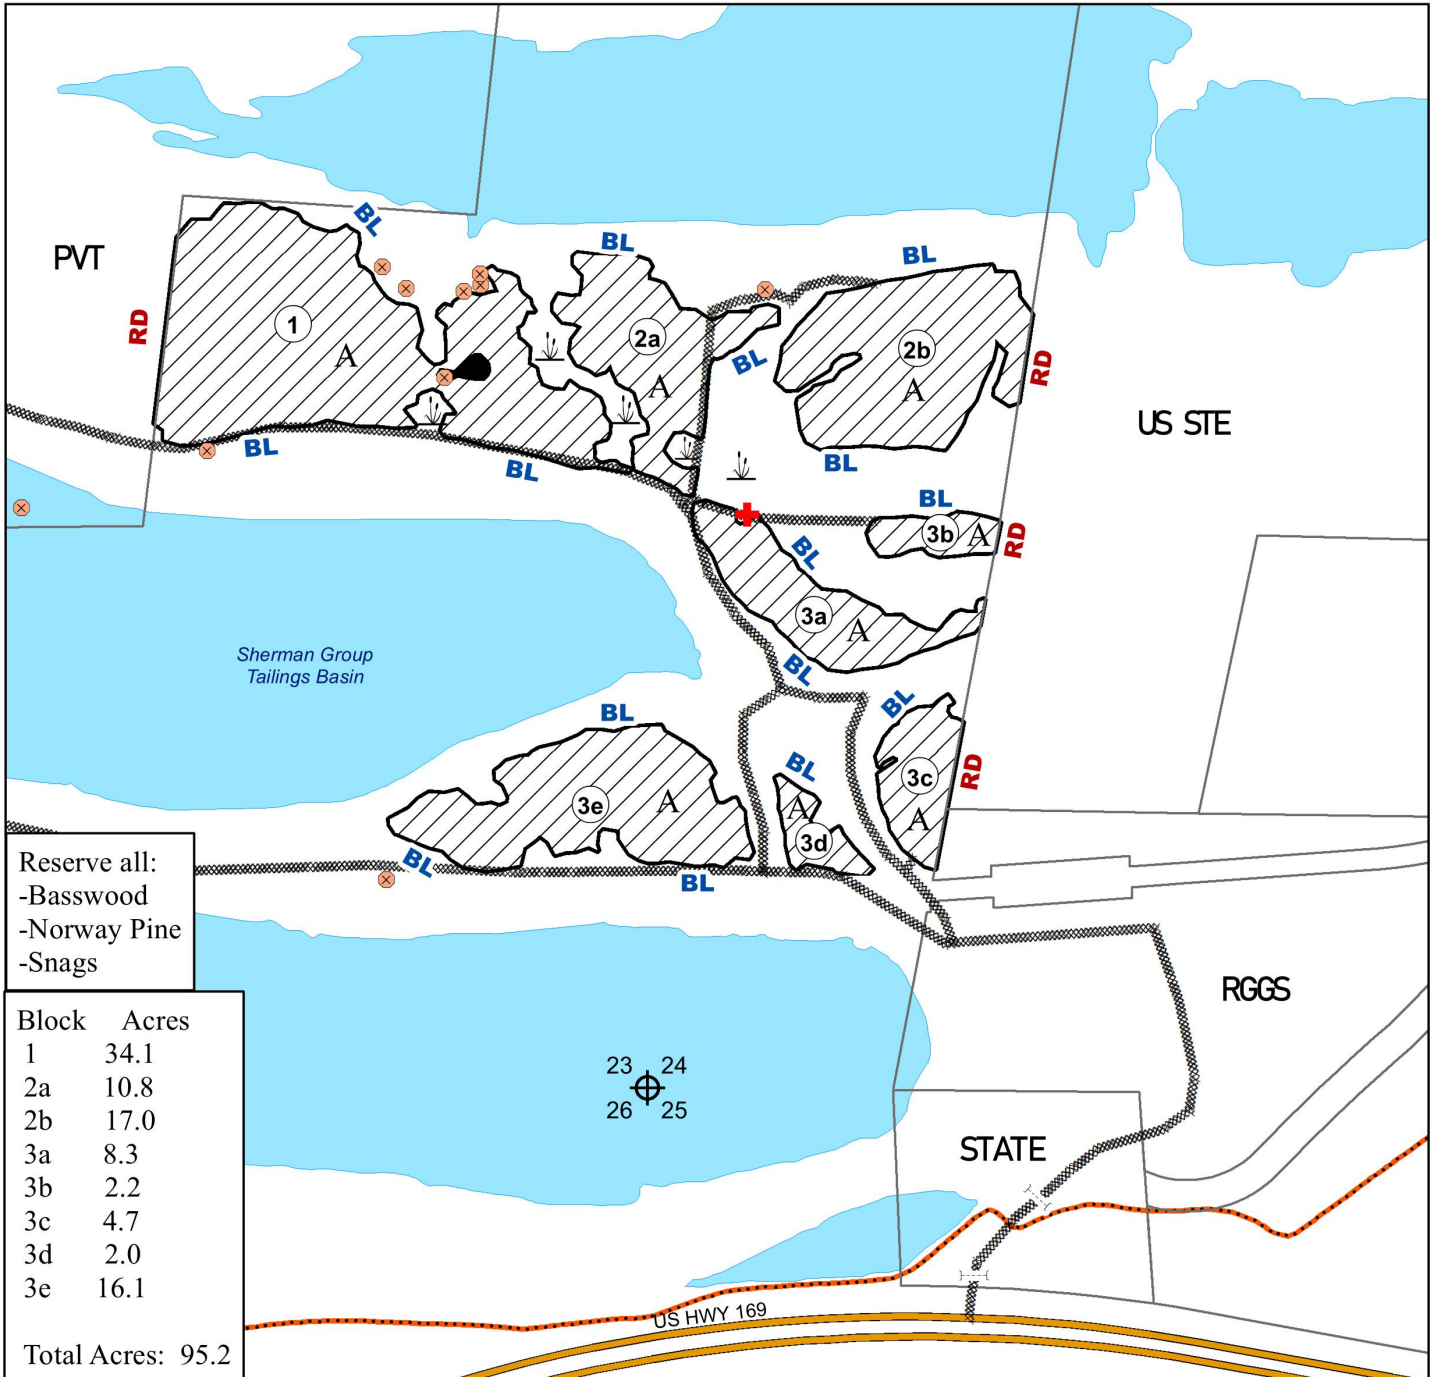 BL
PVT
BL
BL
1
2a
RD
2b
A
BL
A
RD
A
US STE
BL
BL
BL
BL
3b
A
RD
BL
3a
A
Sherman Group
Tailings Basin
BL
BL
BL
BL
RD
3c
3e
A
A
A
3d
BL
BL
Reserve all:
-Basswood
-Norway Pine
-Snags
RGGS
Block Acres
1 34.1
2a 10.8
2b 17.0
3a 8.3
3b 2.2
3c 4.7
3d 2.0
3e 16.1
Total Acres: 95.2
23 24
26 25
STATE
US HWY 169